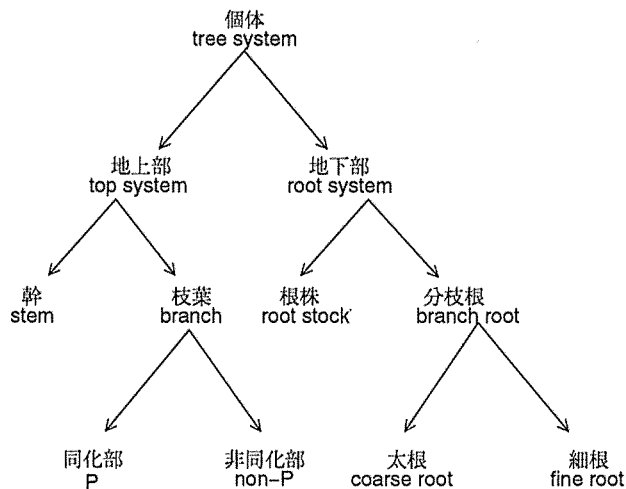 個体
tree system
地上部
top system
地下部
root system
幹
stem
枝葉
branch
根株
root stock
分枝根
branch root
同化部
P
非同化部
non-P
太根
coarse root
細根
fine root